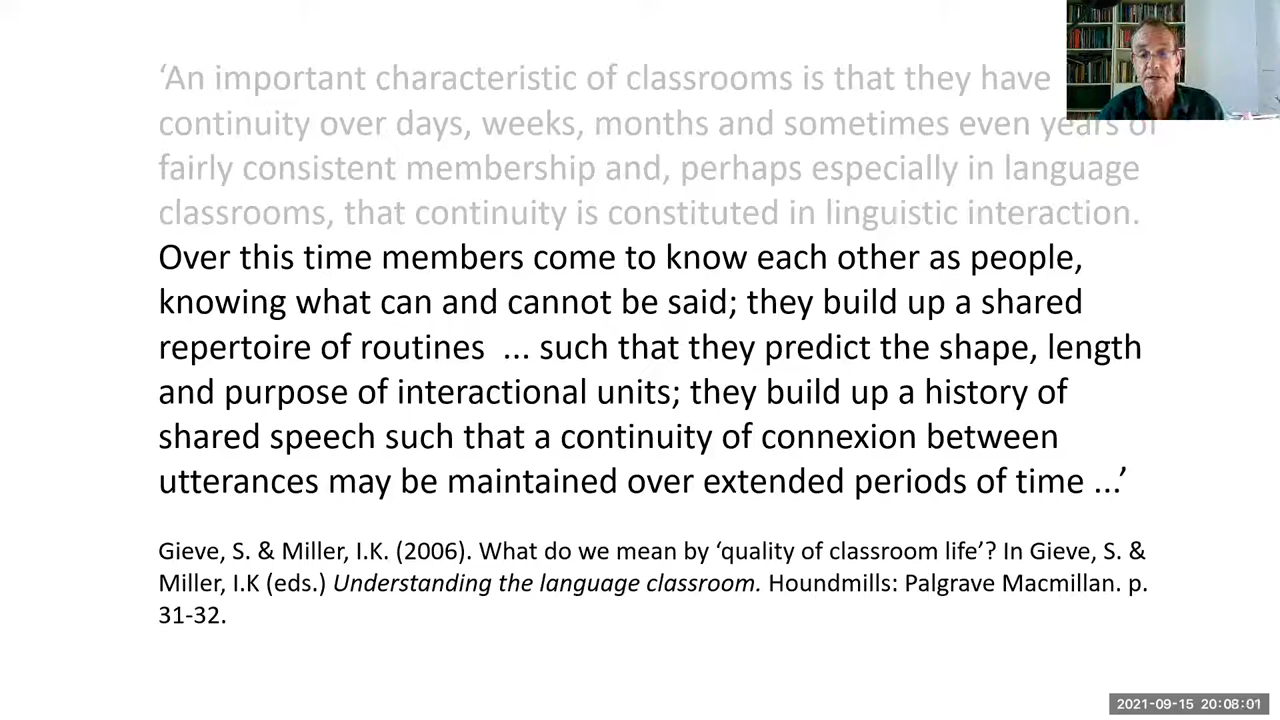 ‘An important characteristic of classrooms is that they have
continuity over days, weeks, months and sometimes even years of
fairly consistent membership and, perhaps especially in language
classrooms, that continuity is constituted in linguistic interaction.
Over this time members come to know each other as people,
knowing what can and cannot be said; they build up a shared
repertoire of routines  ... such that they predict the shape, length
and purpose of interactional units; they build up a history of
shared speech such that a continuity of connexion between
utterances may be maintained over extended periods of time ...’
Gieve, S. & Miller, I.K. (2006). What do we mean by ‘quality of classroom life’? In Gieve, S. &
Miller, I.K (eds.) Understanding the language classroom. Houndmills: Palgrave Macmillan. p.
31-32.
2021-09-15 20:08:01